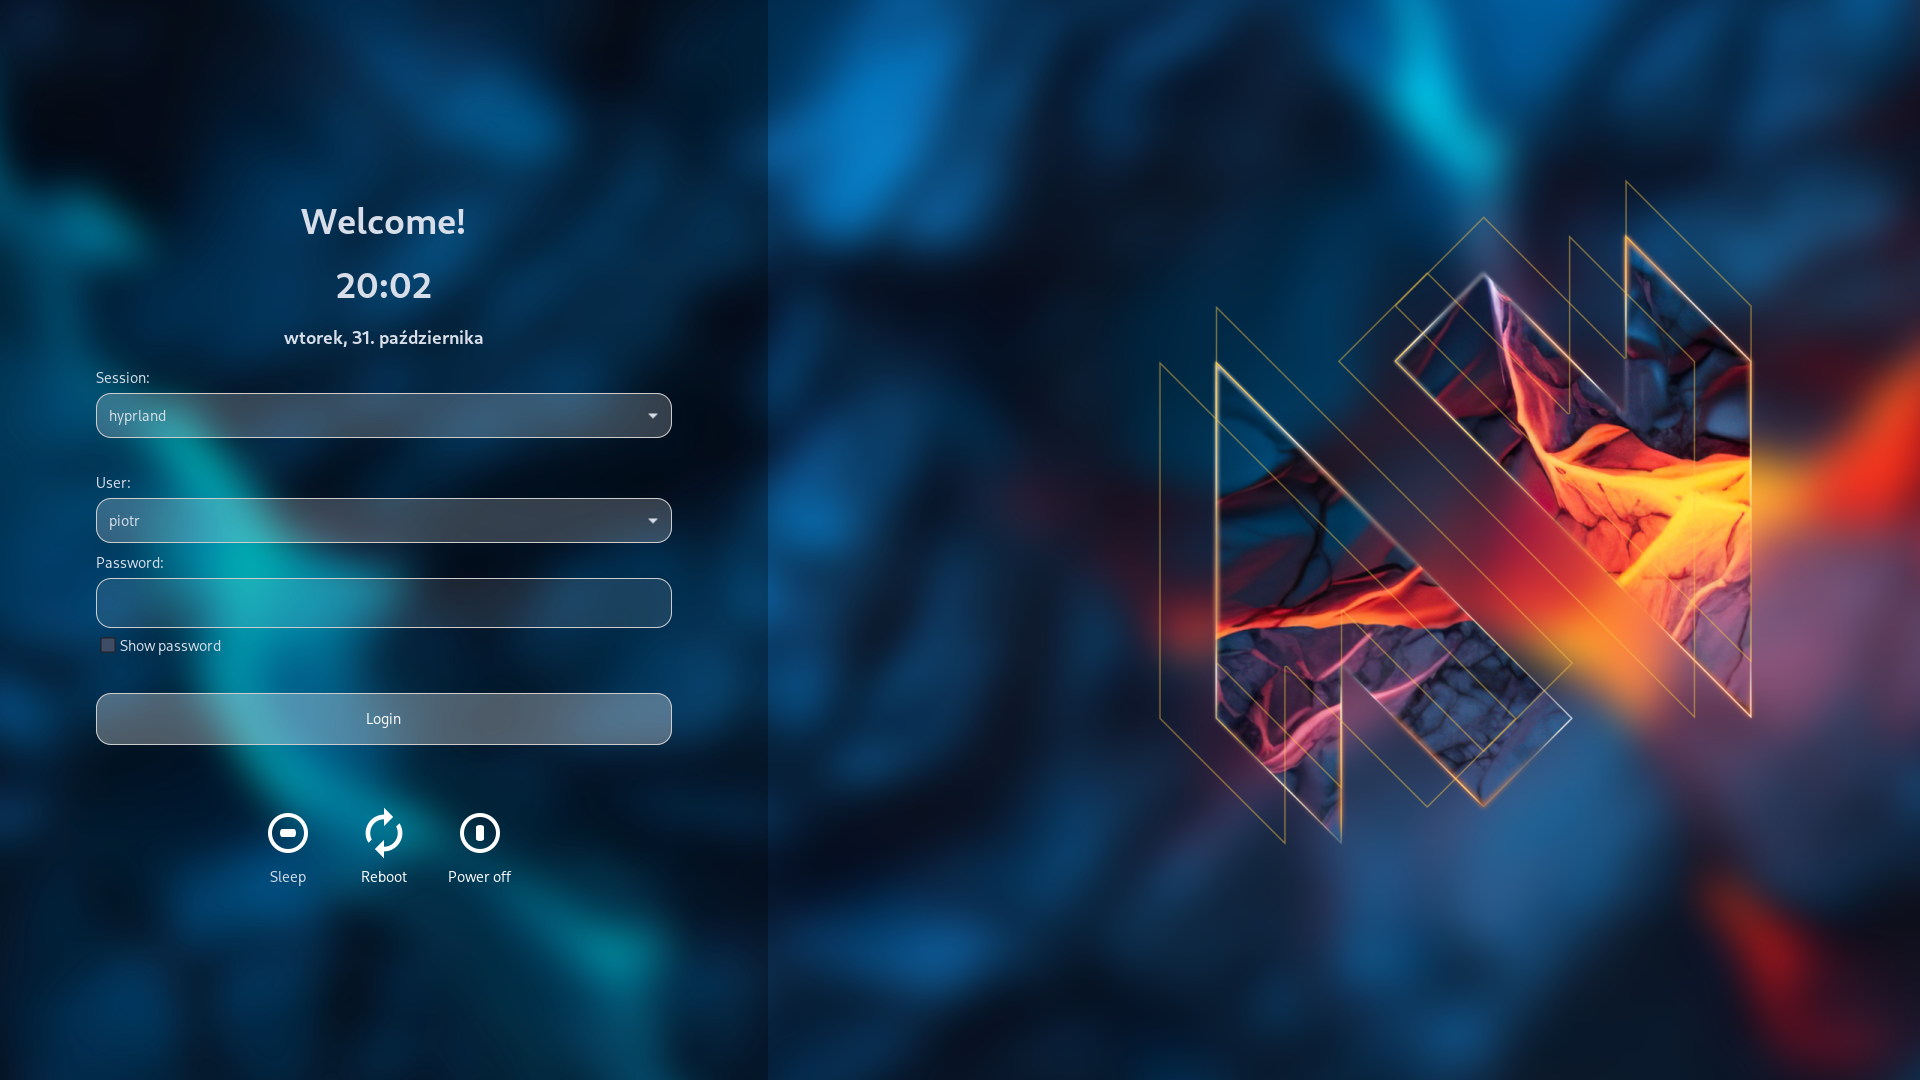 Welcome!
20:02
wtorek, 31. października
Session:
hyprland
User:
piotr
Password:
Show password
Login
Sleep
Reboot
Power off